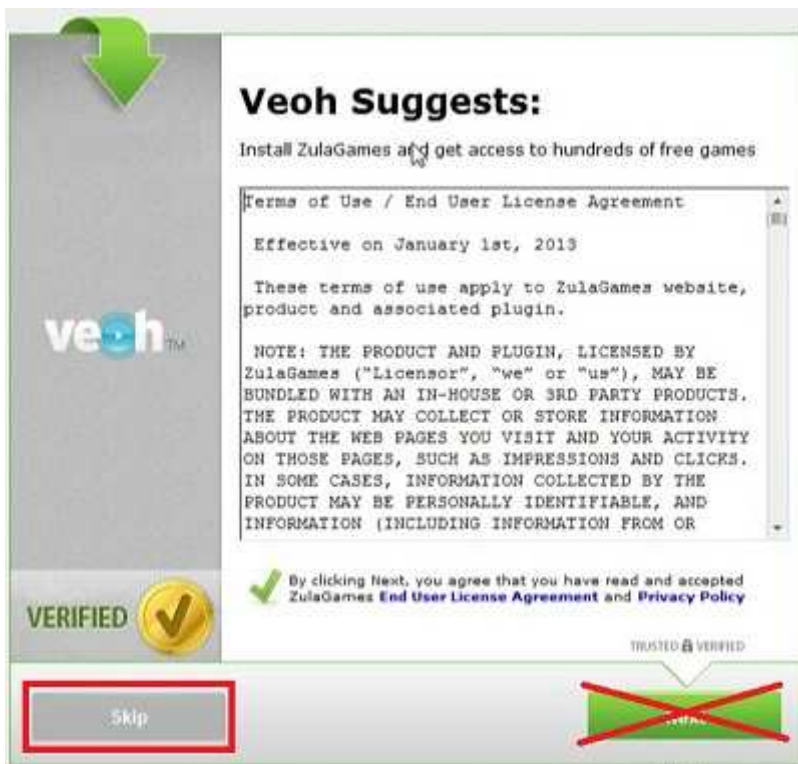 Veoh Suggests:
Install ZulaGames and get access to hundreds of free games
Terms of Use / End User License Agreement
Effective on January 1st, 2013
These terms of use apply to ZulaGames website,
product and associated plugin.
NOTE: THE PRODUCT AND PLUGIN, LICENSED BY
ZulaGames ("Licensor", "we" or "us"), MAY BE
BUNDLED WITH AN IN-HOUSE OR 3RD PARTY PRODUCTS.
THE PRODUCT MAY COLLECT OR STORE INFORMATION
ABOUT THE WEB PAGES YOU VISIT AND YOUR ACTIVITY
ON THOSE PAGES, SUCH AS IMPRESSIONS AND CLICKS.
IN SOME CASES, INFORMATION COLLECTED BY THE
PRODUCT MAY BE PERSONALLY IDENTIFIABLE, AND
INFORMATION (INCLUDING INFORMATION FROM OR
veoh TM
By clicking Next, you agree that you have read and accepted
ZulaGames End User License Agreement and Privacy Policy
VERIFIED
TRUSTED VERIFIED
Skip